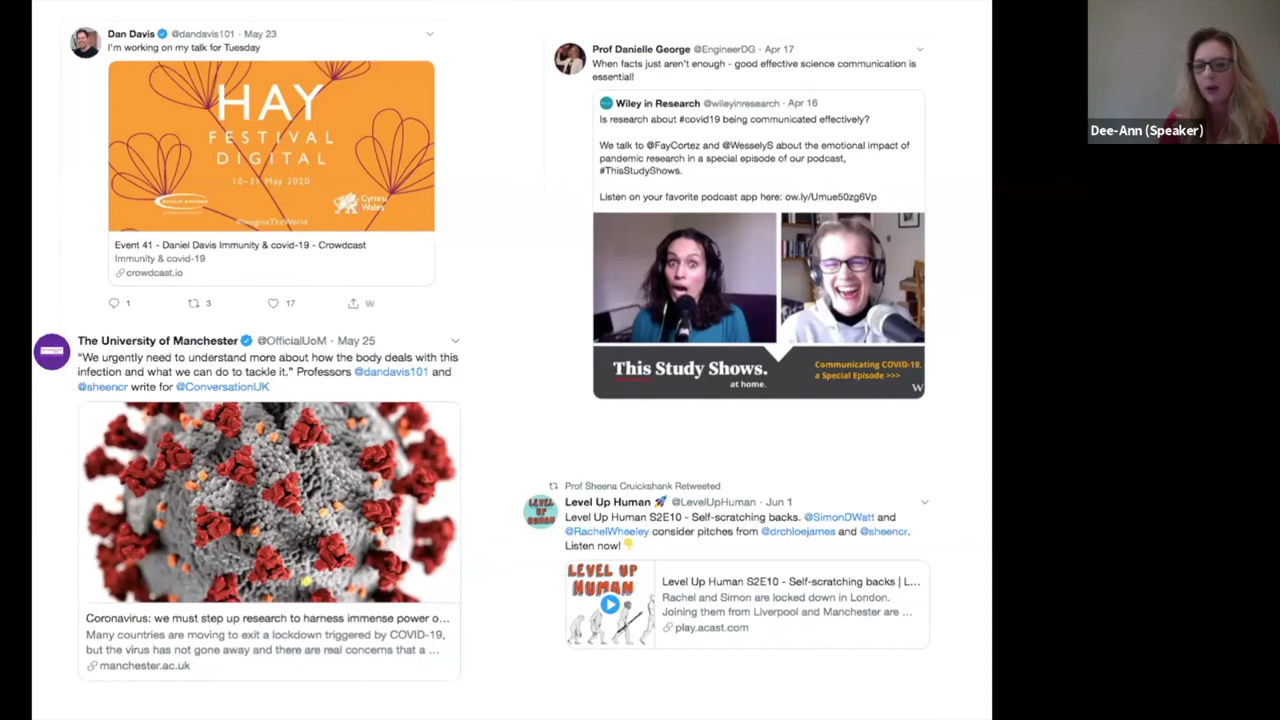 Dan Davis @dandavis101 · May 23
I'm working on my talk for Tuesday
HAY
FESTIVAL
DIGITAL
18–31 May 2020
Cymru
Wales
#ImagineTheWorld
Event 41 - Daniel Davis Immunity & covid-19 - Crowdcast
Immunity & covid-19
crowdcast.io
1 3 17
The University of Manchester @OfficialUoM · May 25
“We urgently need to understand more about how the body deals with this
infection and what we can do to tackle it.” Professors @dandavis101 and
@sheencr write for @ConversationUK
Coronavirus: we must step up research to harness immense power o...
Many countries are moving to exit a lockdown triggered by COVID-19,
but the virus has not gone away and there are real concerns that a ...
manchester.ac.uk
Prof Danielle George @EngineerDG · Apr 17
When facts just aren't enough - good effective science communication is
essential!
Wiley in Research @wileyinresearch · Apr 16
Is research about #covid19 being communicated effectively?
We talk to @FayCortez and @WesselyS about the emotional impact of
pandemic research in a special episode of our podcast,
#ThisStudyShows.
Listen on your favorite podcast app here: ow.ly/Umue50zg6Vp
This Study Shows.
at home.
Communicating COVID-19,
a Special Episode >>>
W
Prof Sheena Cruickshank Retweeted
Level Up Human @LevelUpHuman · Jun 1
Level Up Human S2E10 - Self-scratching backs. @SimonDWatt and
@RachelWheeley consider pitches from @drchloejames and @sheencr.
Listen now!
LEVEL
UP
HUMAN
LEVEL UP
HUMAN
Level Up Human S2E10 - Self-scratching backs | L...
Rachel and Simon are locked down in London.
Joining them from Liverpool and Manchester are ...
play.acast.com
Dee-Ann (Speaker)